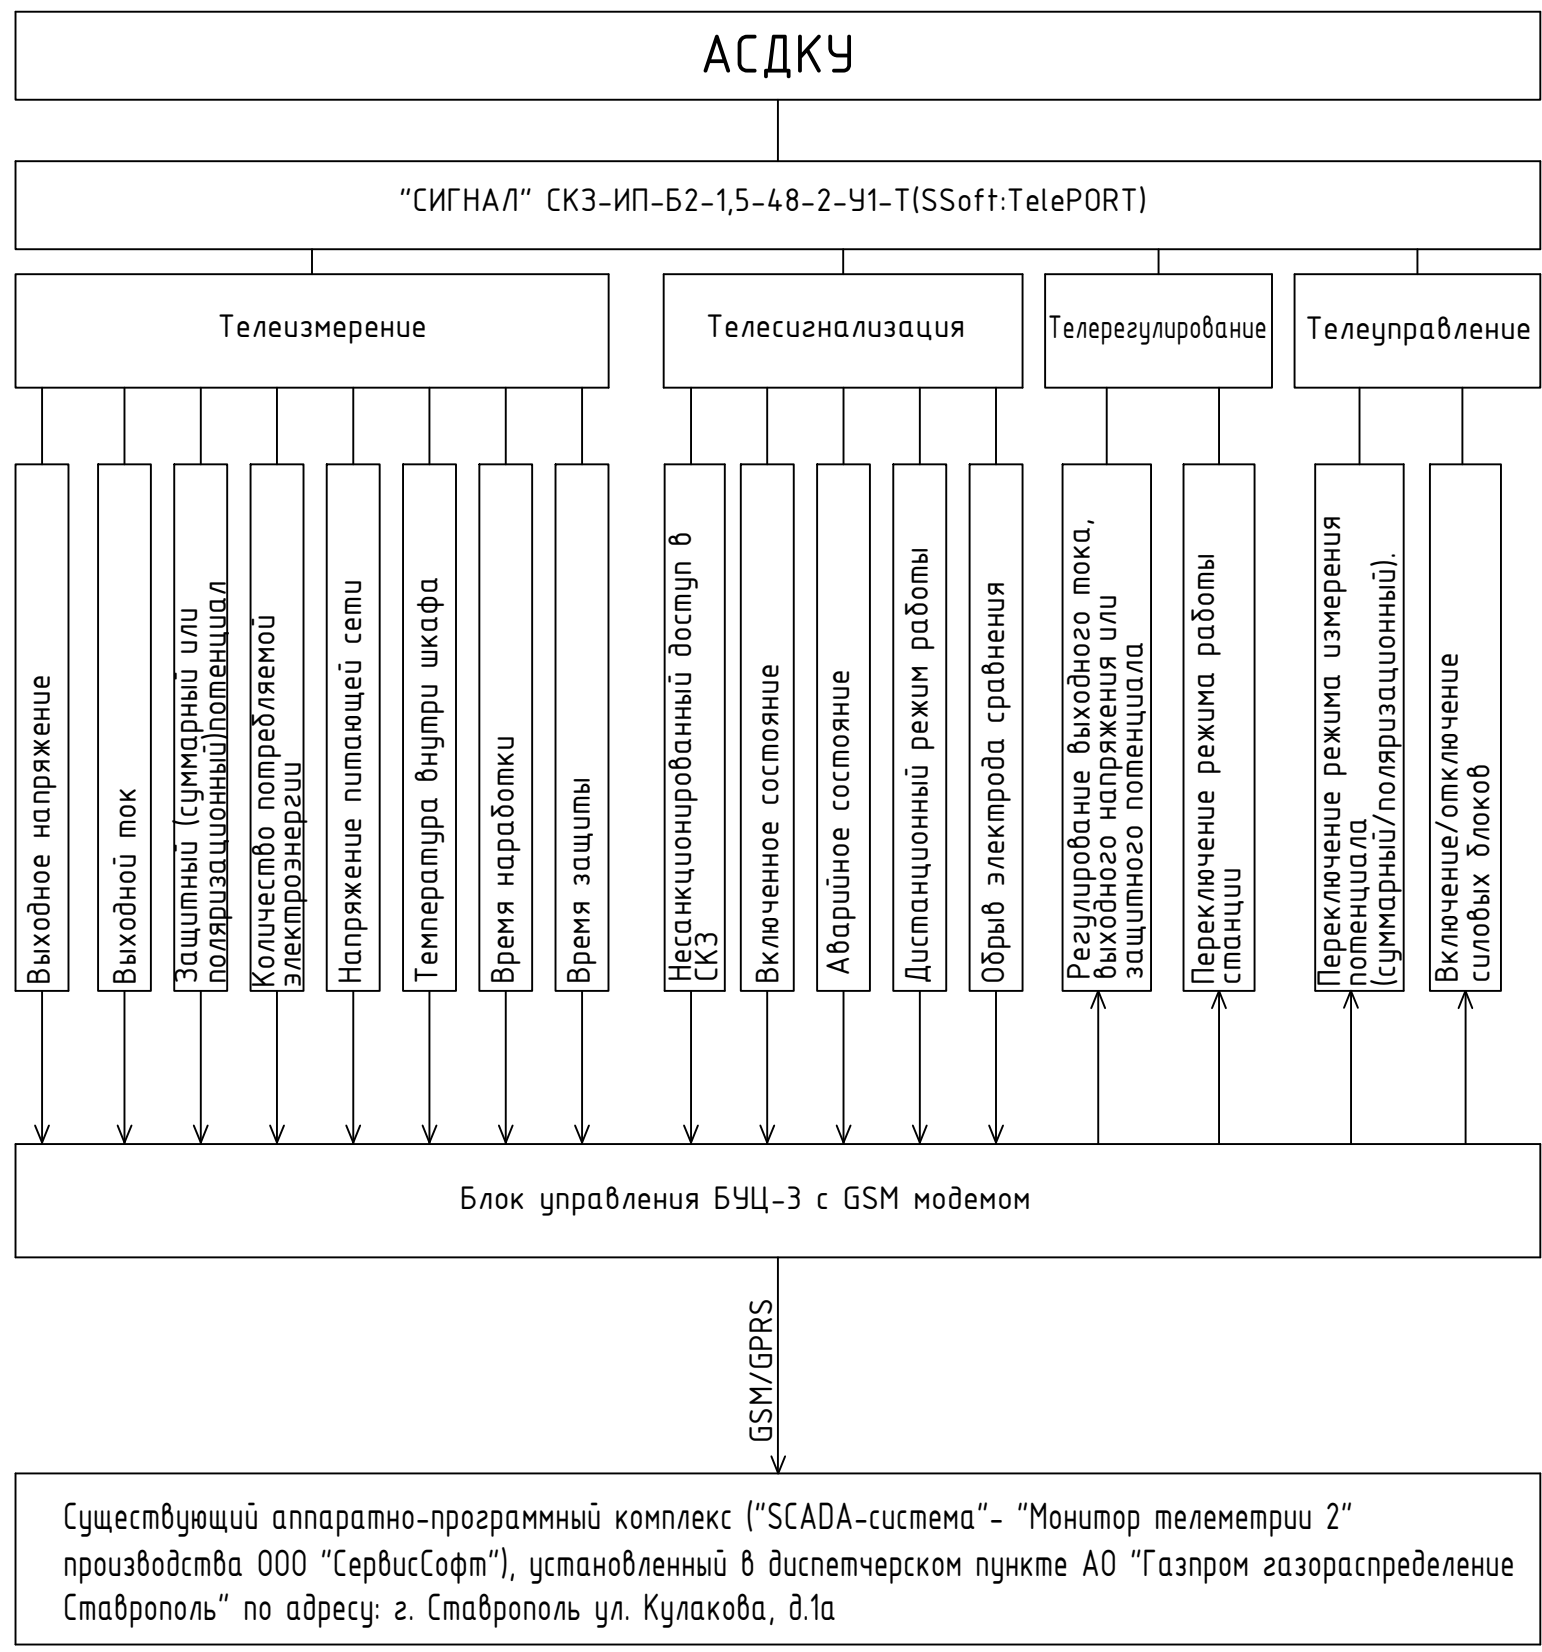 АСДКУ
"СИГНАЛ" СКЗ-ИП-Б2-1,5-48-2-У1-Т(SSoft:TelePORT)
Телеизмерение
Телесигнализация
Телерегулирование
Телеуправление
Выходное напряжение
Выходной ток
Защитный (суммарный или
поляризационный)потенциал
Количество потребляемой
электроэнергии
Напряжение питающей сети
Температура внутри шкафа
Время наработки
Время защиты
Несанкционированный доступ в
СКЗ
Включенное состояние
Аварийное состояние
Дистанционный режим работы
Обрыв электрода сравнения
Регулирование выходного тока,
выходного напряжения или
защитного потенциала
Переключение режима работы
станции
Переключение режима измерения
потенциала
(суммарный/поляризационный).
Включение/отключение
силовых блоков
Блок управления БУЦ-3 с GSM модемом
GSM/GPRS
Существующий аппаратно-программный комплекс ("SCADA-система"- "Монитор телеметрии 2"
производства ООО "СервисСофт"), установленный в диспетчерском пункте АО "Газпром газораспределение
Ставрополь" по адресу: г. Ставрополь ул. Кулакова, д.1а